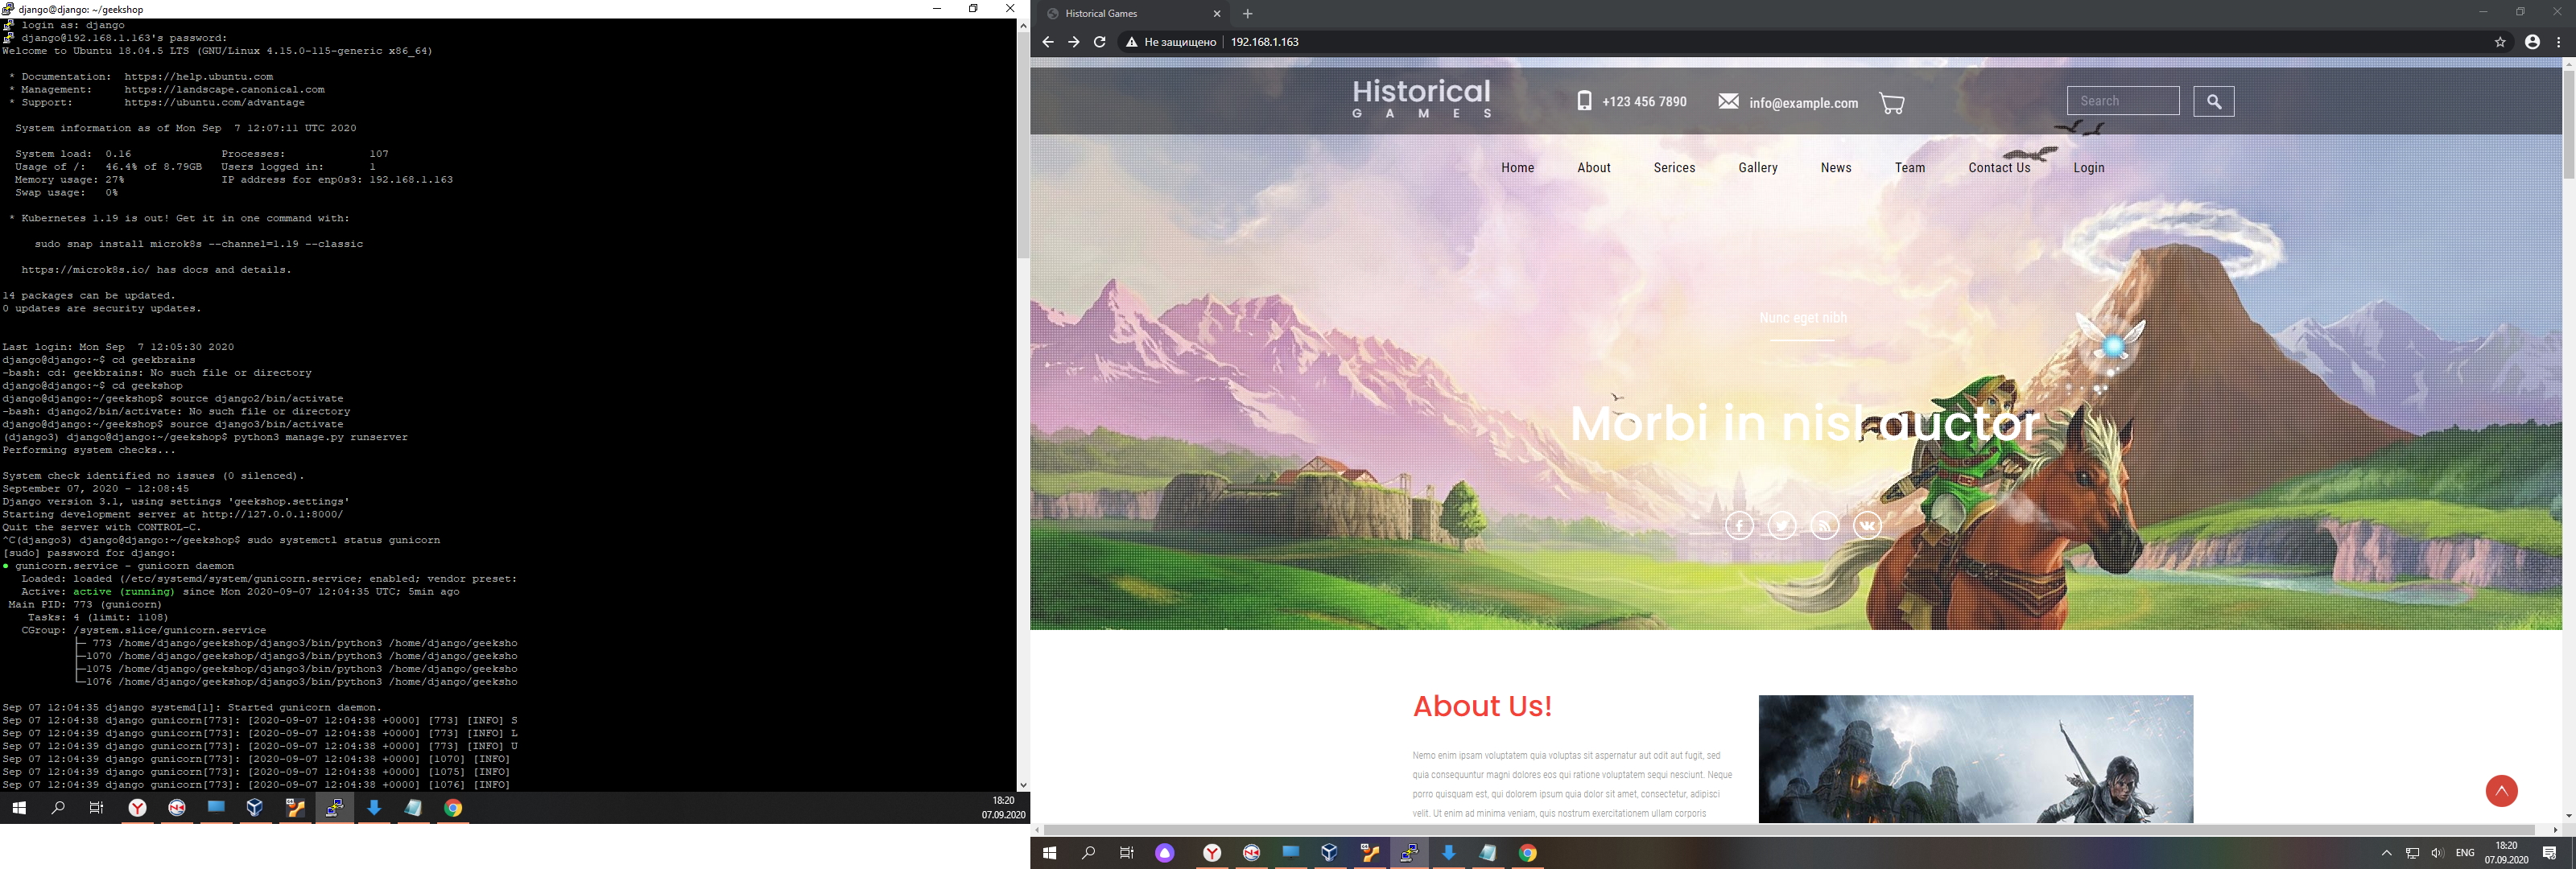 django@django: ~/geekshop
login as: django
django@192.168.1.163's password:
Welcome to Ubuntu 18.04.5 LTS (GNU/Linux 4.15.0-115-generic x86_64)
* Documentation:  https://help.ubuntu.com
* Management:     https://landscape.canonical.com
* Support:        https://ubuntu.com/advantage
System information as of Mon Sep  7 12:07:11 UTC 2020
System load:  0.16              Processes:             107
Usage of /:   46.4% of 8.79GB   Users logged in:       1
Memory usage: 27%               IP address for enp0s3: 192.168.1.163
Swap usage:   0%
* Kubernetes 1.19 is out! Get it in one command with:
sudo snap install microk8s --channel=1.19 --classic
https://microk8s.io/ has docs and details.
14 packages can be updated.
0 updates are security updates.
Last login: Mon Sep  7 12:05:30 2020
django@django:~$ cd geekbrains
-bash: cd: geekbrains: No such file or directory
django@django:~$ cd geekshop
django@django:~/geekshop$ source django2/bin/activate
-bash: django2/bin/activate: No such file or directory
django@django:~/geekshop$ source django3/bin/activate
(django3) django@django:~/geekshop$ python3 manage.py runserver
Performing system checks...
System check identified no issues (0 silenced).
September 07, 2020 - 12:08:45
Django version 3.1, using settings 'geekshop.settings'
Starting development server at http://127.0.0.1:8000/
Quit the server with CONTROL-C.
^C(django3) django@django:~/geekshop$ sudo systemctl status gunicorn
[sudo] password for django:
● gunicorn.service - gunicorn daemon
Loaded: loaded (/etc/systemd/system/gunicorn.service; enabled; vendor preset:
Active: active (running) since Mon 2020-09-07 12:04:35 UTC; 5min ago
Main PID: 773 (gunicorn)
Tasks: 4 (limit: 1108)
CGroup: /system.slice/gunicorn.service
├─ 773 /home/django/geekshop/django3/bin/python3 /home/django/geeksho
├─1070 /home/django/geekshop/django3/bin/python3 /home/django/geeksho
├─1075 /home/django/geekshop/django3/bin/python3 /home/django/geeksho
└─1076 /home/django/geekshop/django3/bin/python3 /home/django/geeksho
Sep 07 12:04:35 django systemd[1]: Started gunicorn daemon.
Sep 07 12:04:38 django gunicorn[773]: [2020-09-07 12:04:38 +0000] [773] [INFO] S
Sep 07 12:04:39 django gunicorn[773]: [2020-09-07 12:04:38 +0000] [773] [INFO] L
Sep 07 12:04:39 django gunicorn[773]: [2020-09-07 12:04:38 +0000] [773] [INFO] U
Sep 07 12:04:39 django gunicorn[773]: [2020-09-07 12:04:38 +0000] [1070] [INFO]
Sep 07 12:04:39 django gunicorn[773]: [2020-09-07 12:04:38 +0000] [1075] [INFO]
Sep 07 12:04:39 django gunicorn[773]: [2020-09-07 12:04:38 +0000] [1076] [INFO]
18:20
07.09.2020
Historical Games
Не защищено
192.168.1.163
Historical
GAMES
+123 456 7890
info@example.com
Search
Home About Serices Gallery News Team Contact Us Login
Nunc eget nibh
Morbi in nisl auctor
About Us!
Nemo enim ipsam voluptatem quia voluptas sit aspernatur aut odit aut fugit, sed
quia consequuntur magni dolores eos qui ratione voluptatem sequi nesciunt. Neque
porro quisquam est, qui dolorem ipsum quia dolor sit amet, consectetur, adipisci
velit. Ut enim ad minima veniam, quis nostrum exercitationem ullam corporis
ENG
18:20
07.09.2020